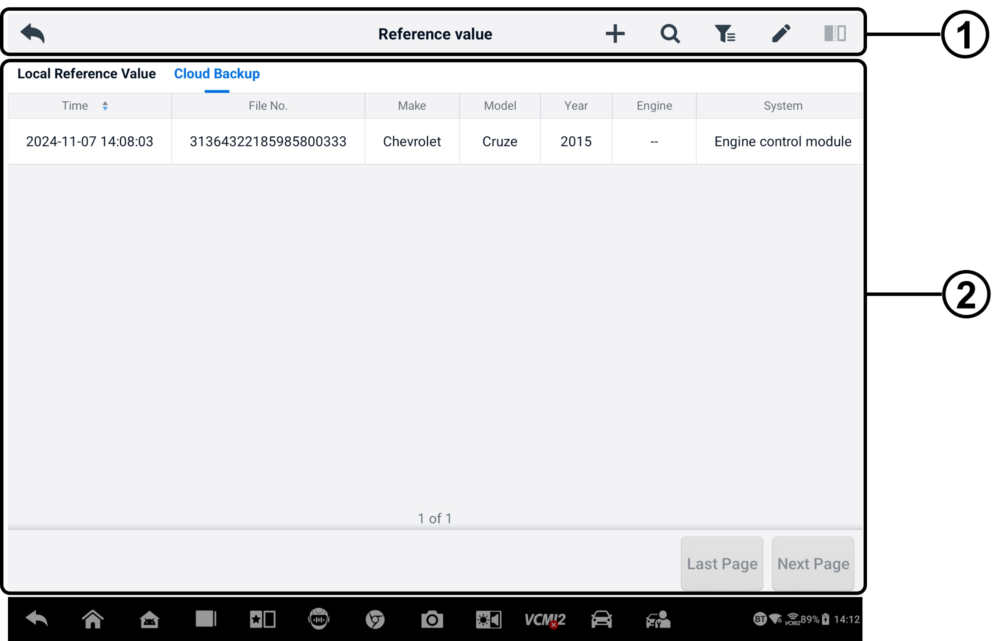 Reference value
1
Local Reference Value Cloud Backup
Time File No. Make Model Year Engine System
2024-11-07 14:08:03 31364322185985800333 Chevrolet Cruze 2015 -- Engine control module
2
1 of 1
Last Page Next Page
VCMI2 BT 6 VCMI2 89% 14:12